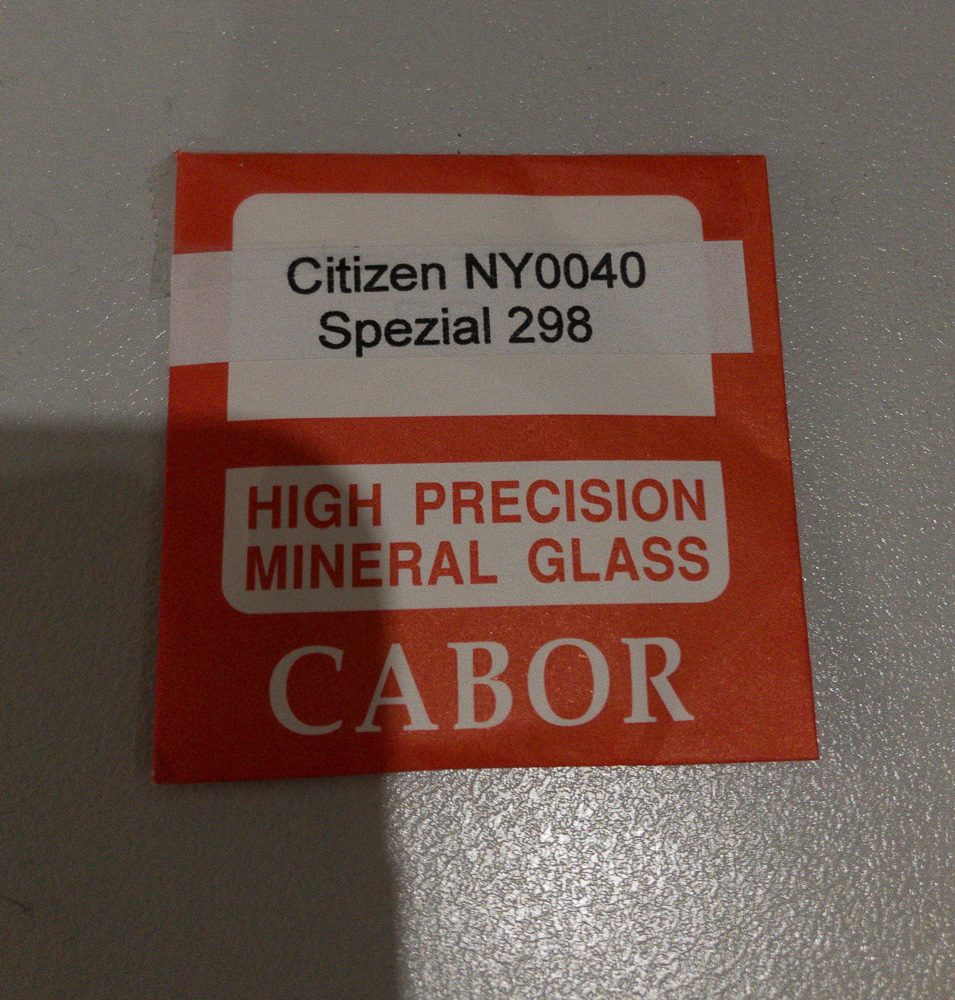 Citizen NY0040
Spezial 298
HIGH PRECISION
MINERAL GLASS
CABOR